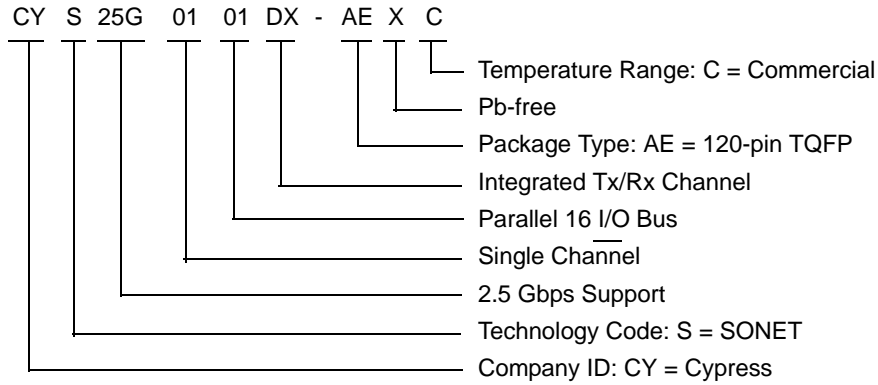 CY S 25G 01 01 DX - AE X C
Temperature Range: C = Commercial
Pb-free
Package Type: AE = 120-pin TQFP
Integrated Tx/Rx Channel
Parallel 16 I/O Bus
Single Channel
2.5 Gbps Support
Technology Code: S = SONET
Company ID: CY = Cypress